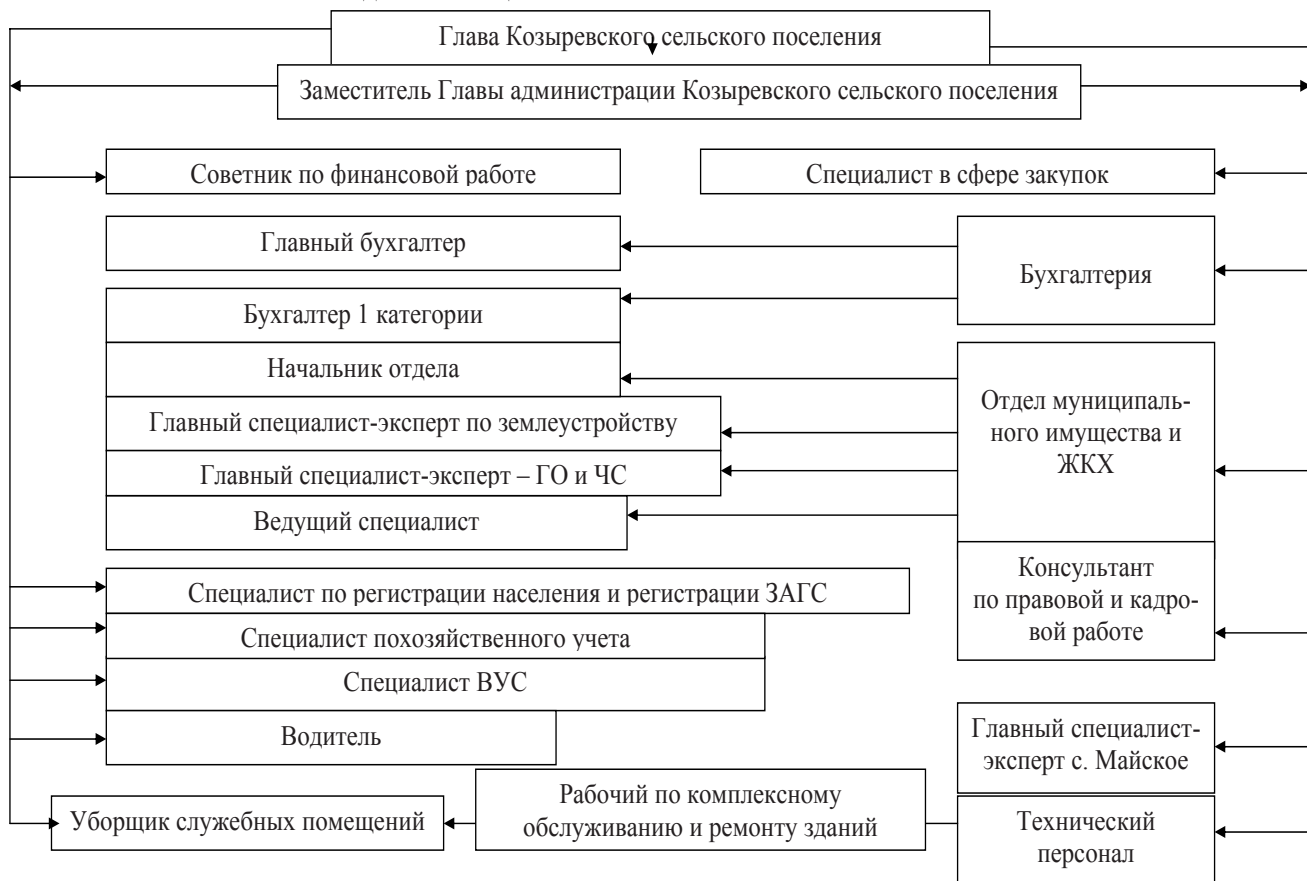 Глава Козыревского сельского поселения
Заместитель Главы администрации Козыревского сельского поселения
Советник по финансовой работе
Специалист в сфере закупок
Главный бухгалтер
Бухгалтерия
Бухгалтер 1 категории
Начальник отдела
Отдел муниципаль-
ного имущества и
ЖКХ
Главный специалист-эксперт по землеустройству
Главный специалист-эксперт – ГО и ЧС
Ведущий специалист
Консультант
по правовой и кадро-
вой работе
Специалист по регистрации населения и регистрации ЗАГС
Специалист похозяйственного учета
Специалист ВУС
Водитель
Главный специалист-
эксперт с. Майское
Рабочий по комплексному
обслуживанию и ремонту зданий
Уборщик служебных помещений
Технический
персонал